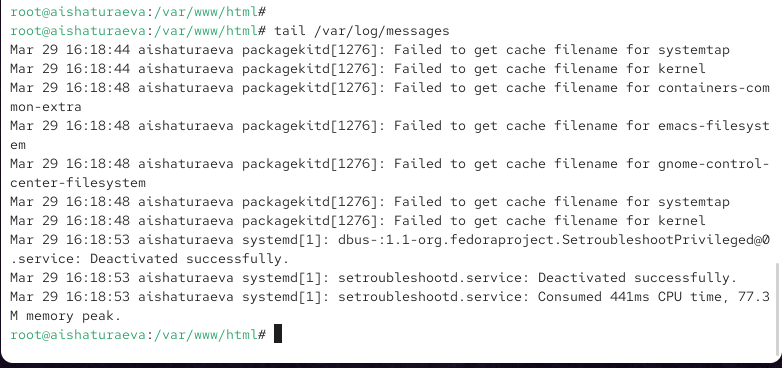 root@aishaturaeva:/var/www/html#
root@aishaturaeva:/var/www/html# tail /var/log/messages
Mar 29 16:18:44 aishaturaeva packagekitd[1276]: Failed to get cache filename for systemtap
Mar 29 16:18:44 aishaturaeva packagekitd[1276]: Failed to get cache filename for kernel
Mar 29 16:18:48 aishaturaeva packagekitd[1276]: Failed to get cache filename for containers-com
mon-extra
Mar 29 16:18:48 aishaturaeva packagekitd[1276]: Failed to get cache filename for emacs-filesyst
em
Mar 29 16:18:48 aishaturaeva packagekitd[1276]: Failed to get cache filename for gnome-control-
center-filesystem
Mar 29 16:18:48 aishaturaeva packagekitd[1276]: Failed to get cache filename for systemtap
Mar 29 16:18:48 aishaturaeva packagekitd[1276]: Failed to get cache filename for kernel
Mar 29 16:18:53 aishaturaeva systemd[1]: dbus-:1.1-org.fedoraproject.SetroubleshootPrivileged@0
.service: Deactivated successfully.
Mar 29 16:18:53 aishaturaeva systemd[1]: setroubleshootd.service: Deactivated successfully.
Mar 29 16:18:53 aishaturaeva systemd[1]: setroubleshootd.service: Consumed 441ms CPU time, 77.3
M memory peak.
root@aishaturaeva:/var/www/html#